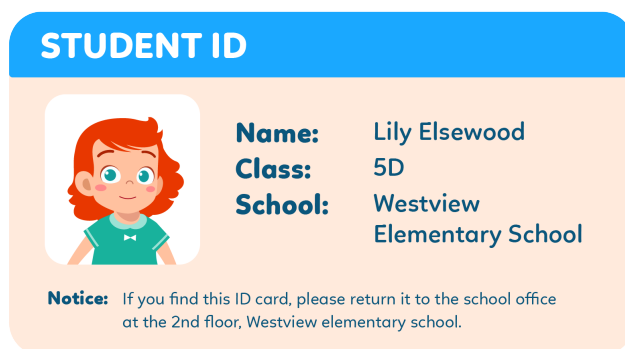 STUDENT ID
Name: Lily Elsewood
Class: 5D
School: Westview
Elementary School
Notice: If you find this ID card, please return it to the school office
at the 2nd floor, Westview elementary school.